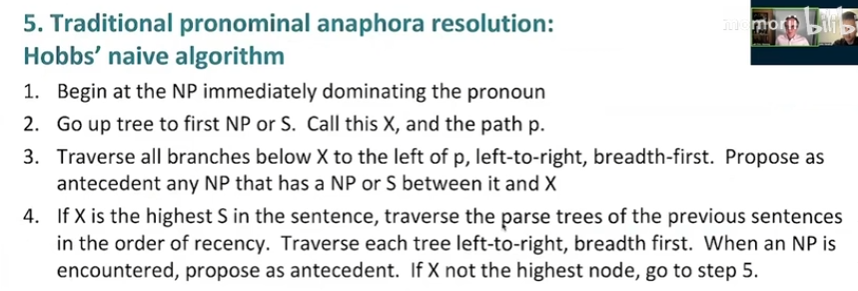 5. Traditional pronominal anaphora resolution:
Hobbs' naive algorithm
1. Begin at the NP immediately dominating the pronoun
2. Go up tree to first NP or S. Call this X, and the path p.
3. Traverse all branches below X to the left of p, left-to-right, breadth-first. Propose as
antecedent any NP that has a NP or S between it and X
4. If X is the highest S in the sentence, traverse the parse trees of the previous sentences
in the order of recency. Traverse each tree left-to-right, breadth first. When an NP is
encountered, propose as antecedent. If X not the highest node, go to step 5.